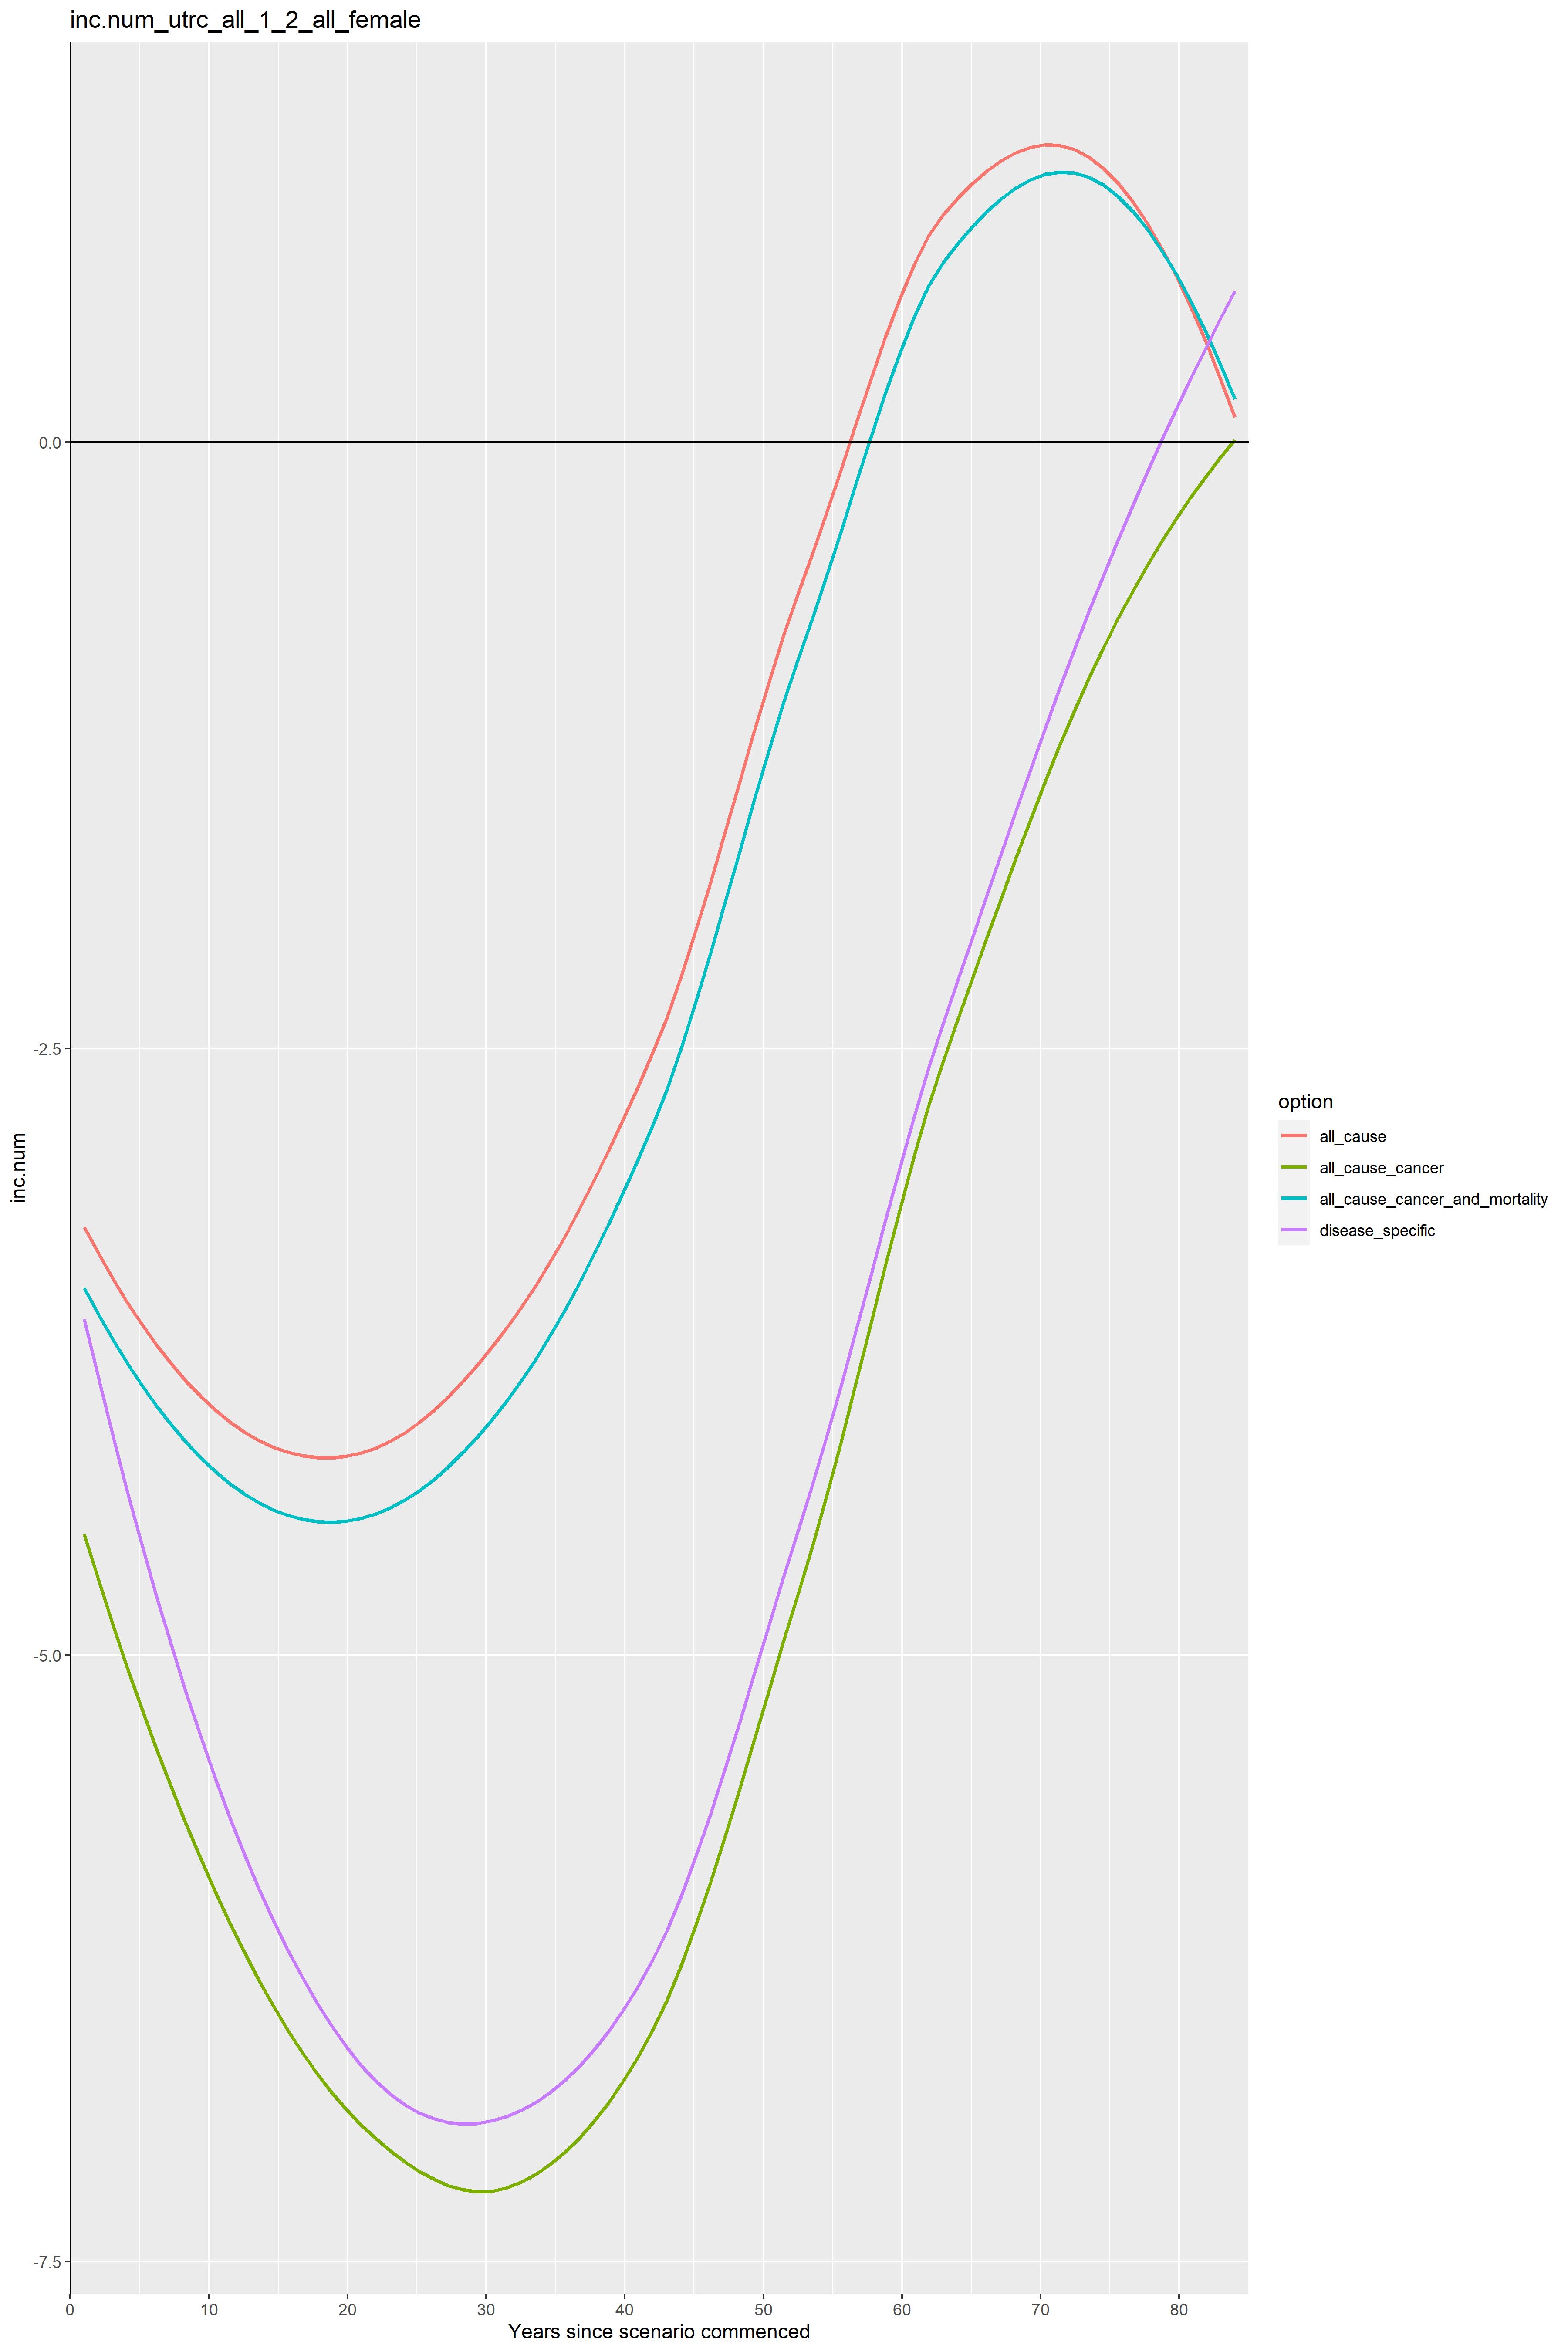 inc.num_utrc_all_1_2_all_female
0.0
-2.5
-5.0
-7.5
inc.num
0 10 20 30 40 50 60 70 80
Years since scenario commenced
option
all_cause
all_cause_cancer
all_cause_cancer_and_mortality
disease_specific